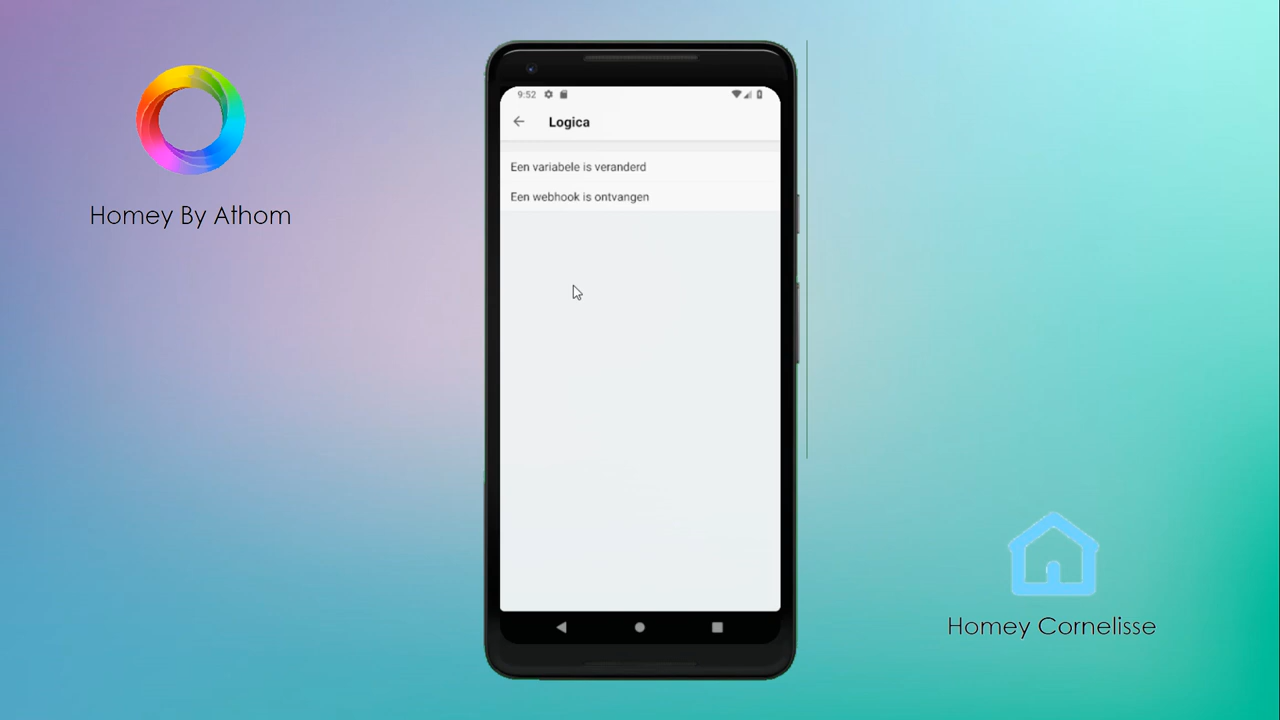 Homey By Athom
9:52
Logica
Een variabele is veranderd
Een webhook is ontvangen
Homey Cornelisse